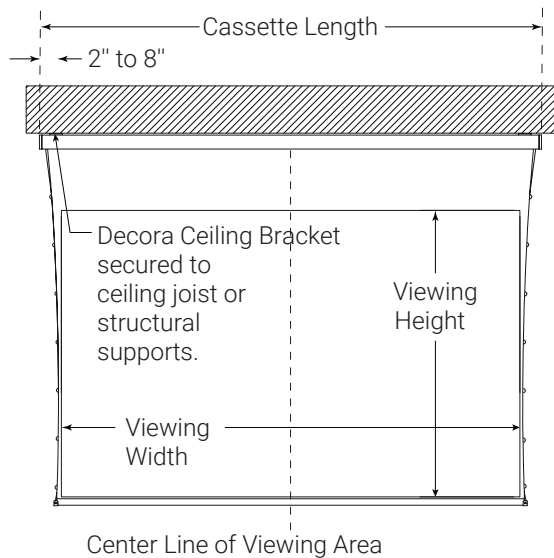 Cassette Length
2" to 8"
Decora Ceiling Bracket
secured to
ceiling joist or
structural
supports.
Viewing
Height
Viewing
Width
Center Line of Viewing Area